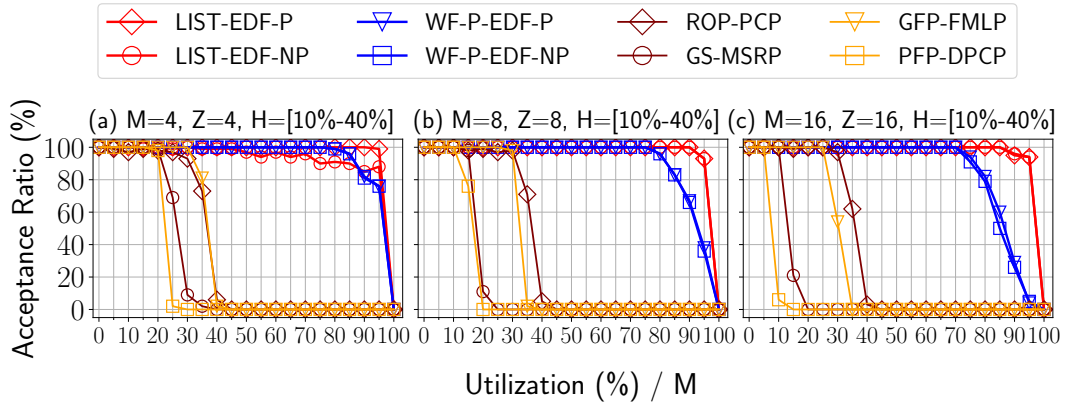 LIST-EDF-P WF-P-EDF-P ROP-PCP GFP-FMLP
LIST-EDF-NP WF-P-EDF-NP GS-MSRP PFP-DPCP
(a) M=4, Z=4, H=[10%-40%] (b) M=8, Z=8, H=[10%-40%] (c) M=16, Z=16, H=[10%-40%]
Acceptance Ratio (%)
100
80
60
40
20
0
0 10 20 30 40 50 60 70 80 90 100 0 10 20 30 40 50 60 70 80 90 100 0 10 20 30 40 50 60 70 80 90 100
Utilization (%) / M